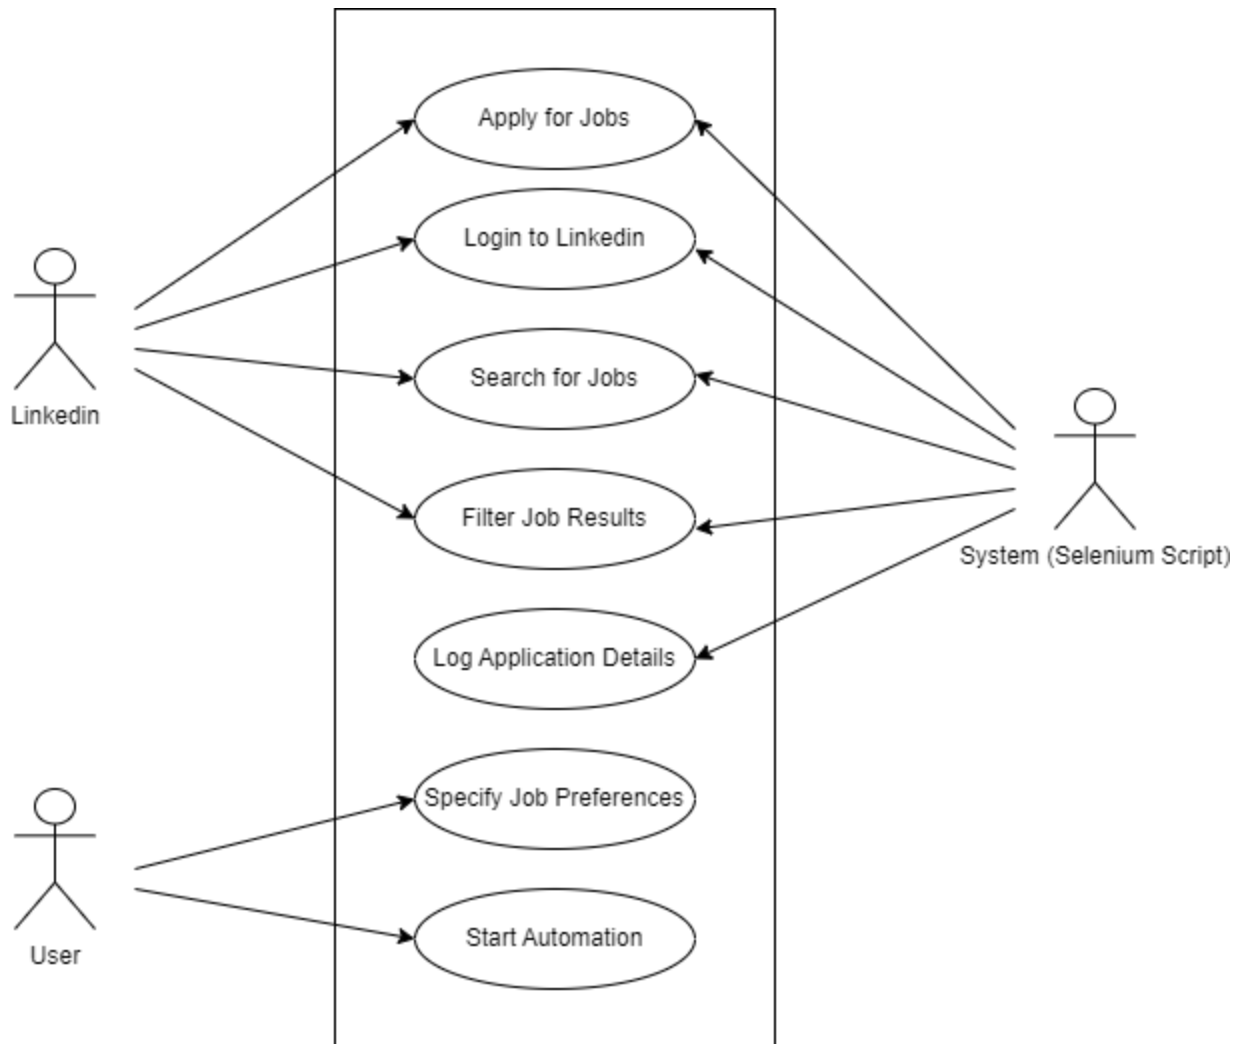 Apply for Jobs
Login to Linkedin
Search for Jobs
Linkedin
Filter Job Results
System (Selenium Script)
Log Application Details
Specify Job Preferences
Start Automation
User